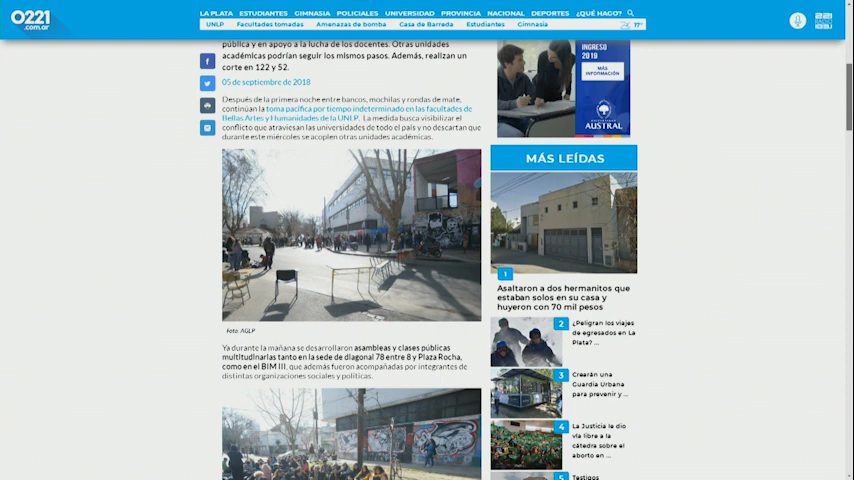 0221
.com.ar
LA PLATA ESTUDIANTES GIMNASIA POLICIALES UNIVERSIDAD PROVINCIA NACIONAL DEPORTES ¿QUÉ HAGO?
UNLP Facultades tomadas Amenazas de bomba Casa de Barreda Estudiantes Gimnasia
17°
pública y en apoyo a la lucha de los docentes. Otras unidades
académicas podrían seguir los mismos pasos. Además, realizan un
corte en 122 y 52.
05 de septiembre de 2018
Después de la primera noche entre bancos, mochilas y rondas de mate,
continúan la toma pacífica por tiempo indeterminado en las facultades de
Bellas Artes y Humanidades de la UNLP. La medida busca visibilizar el
conflicto que atraviesan las universidades de todo el país y no descartan que
durante este miércoles se acoplen otras unidades académicas.
Foto: AGLP
Ya durante la mañana se desarrollaron asambleas y clases públicas
multitudinarias tanto en la sede de diagonal 78 entre 8 y Plaza Rocha,
como en el BIM III, que además fueron acompañadas por integrantes de
distintas organizaciones sociales y políticas.
INGRESO
2019
MÁS
INFORMACIÓN
UNIVERSIDAD
AUSTRAL
MÁS LEÍDAS
1
Asaltaron a dos hermanitos que
estaban solos en su casa y
huyeron con 70 mil pesos
2
¿Peligran los viajes
de egresados en La
Plata? ...
3
Crearán una
Guardia Urbana
para prevenir y ...
4
La Justicia le dio
vía libre a la
cátedra sobre el
aborto en ...
5
Testigos